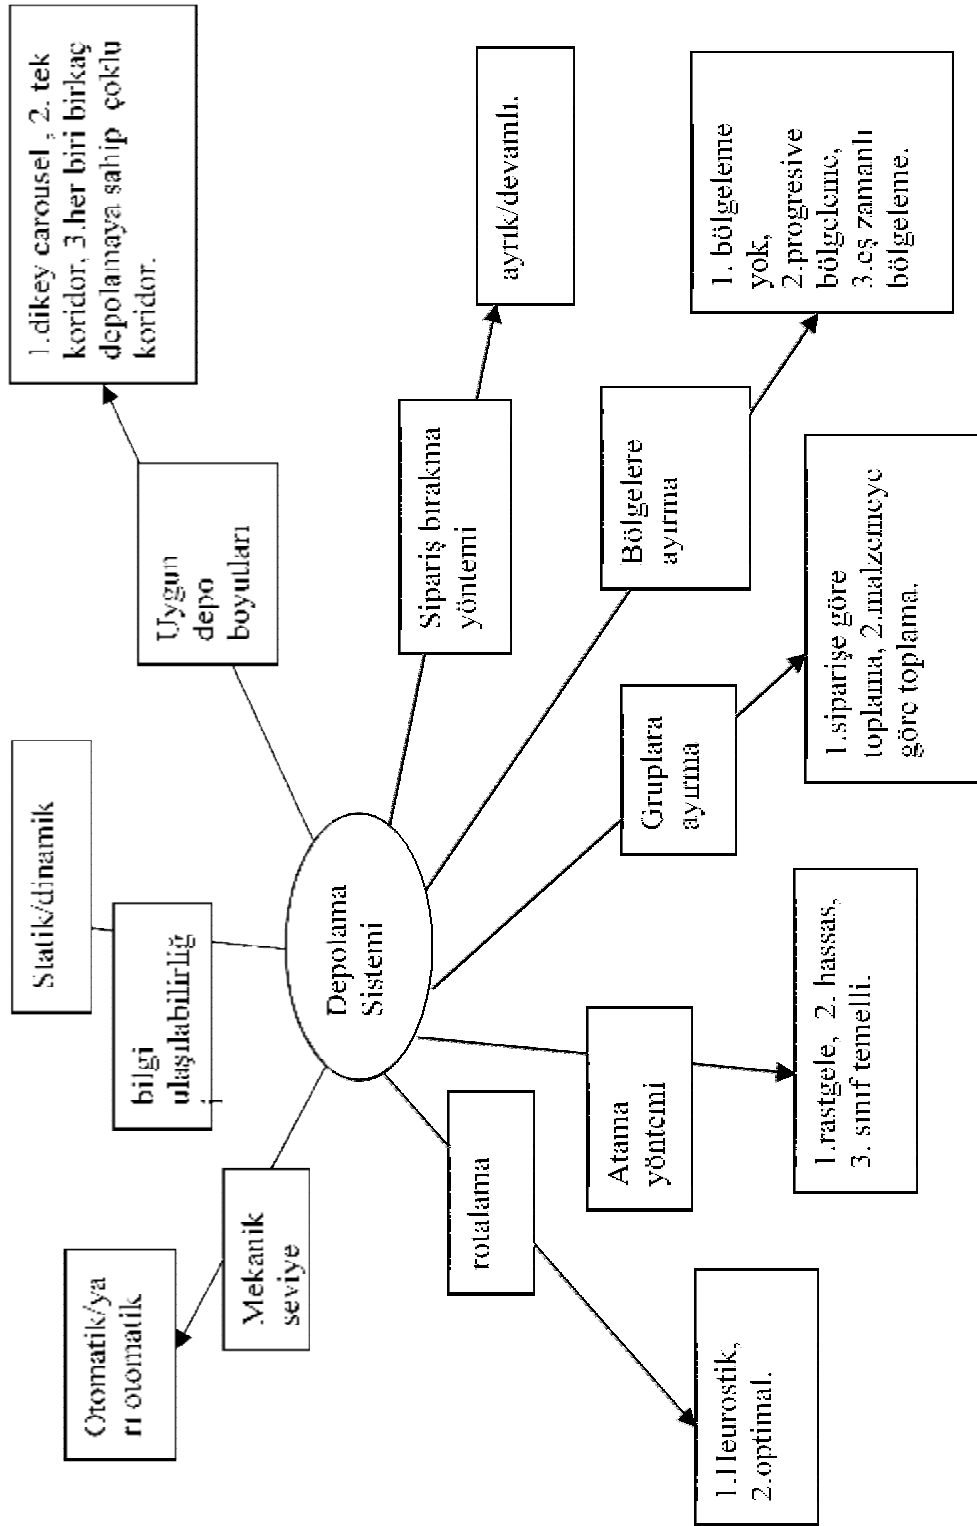 Otomatik/ya
rı otomatik
Mekanik
seviye
Statik/dinamik
bilgi
ulaşılabilirliğ
i
1.dikey carousel , 2. tek
koridor, 3.her biri birkaç
depolamaya sahip çoklu
koridor.
Uygun
depo
boyutları
Depolama
Sistemi
Sipariş bırakma
yöntemi
ayrık/devamlı.
rotalama
1.Heurostik,
2.optimal.
Atama
yöntemi
1.rastgele, 2. hassas,
3. sınıf temelli.
Gruplara
ayırma
1.siparişe göre
toplama, 2.malzemeye
göre toplama.
Bölgelere
ayırma
1. bölgeleme
yok,
2.progresive
bölgeleme,
3.eş zamanlı
bölgeleme.